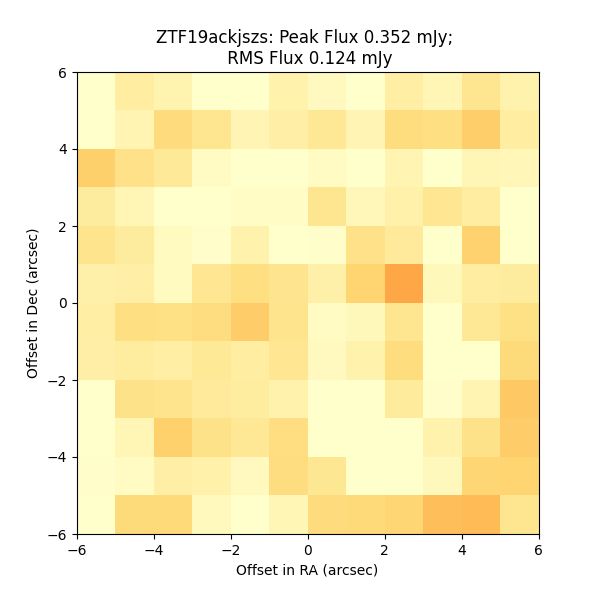 ZTF19ackjszs: Peak Flux 0.352 mJy;
RMS Flux 0.124 mJy
6
4
2
0
−2
−4
−6
Offset in Dec (arcsec)
−6 −4 −2 0 2 4 6
Offset in RA (arcsec)